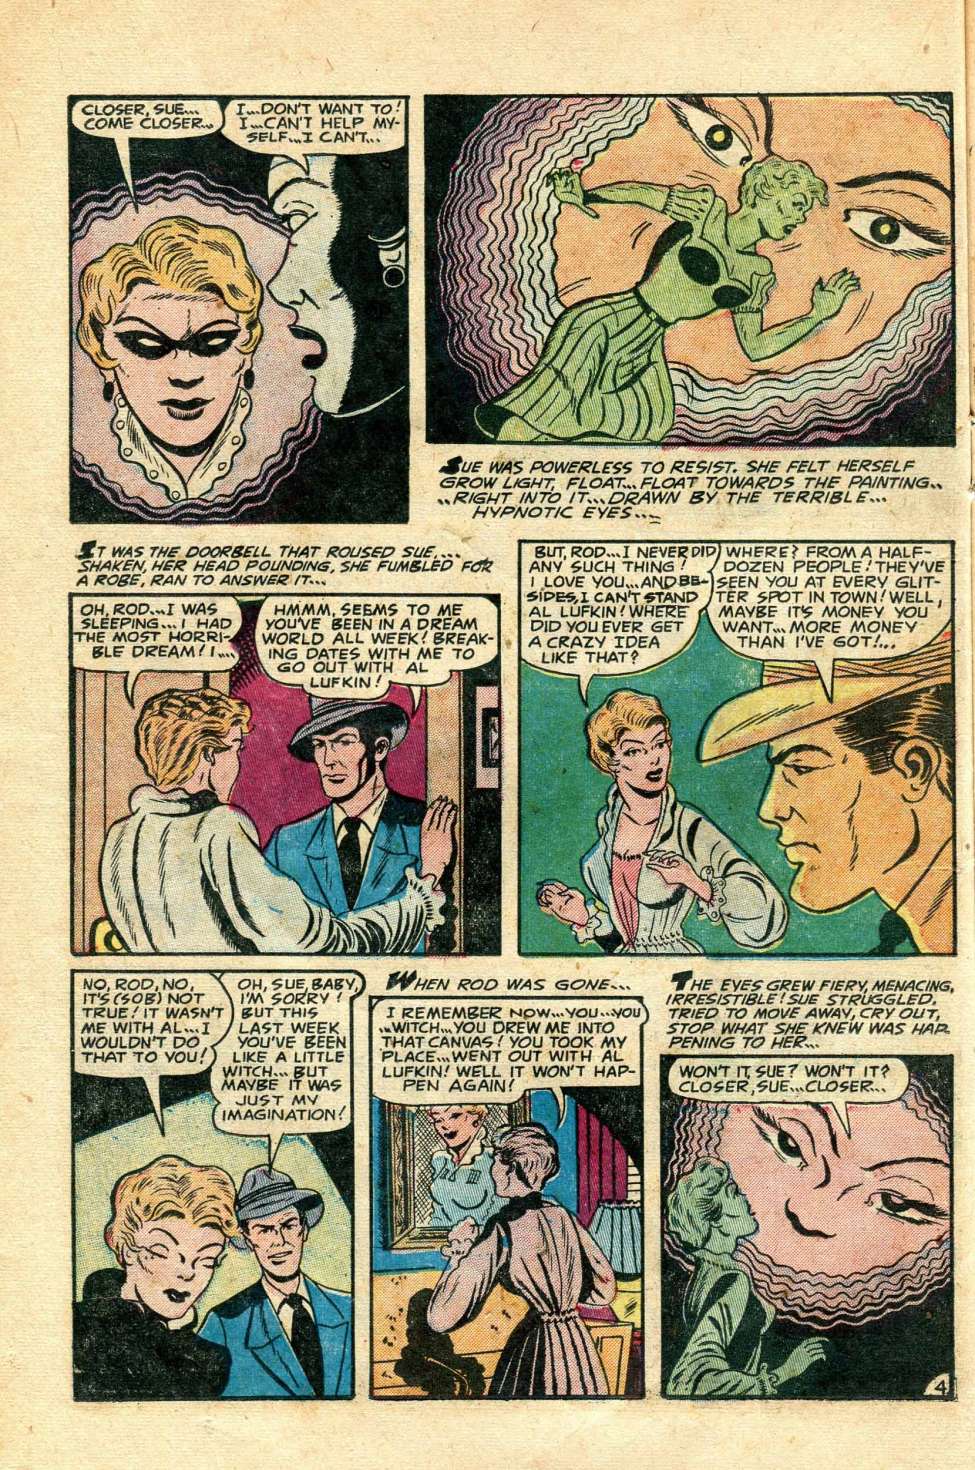 CLOSER, SUE...
COME CLOSER...
I...DON'T WANT TO!
I...CAN'T HELP MY-
SELF...I CAN'T...
SUE WAS POWERLESS TO RESIST. SHE FELT HERSELF
GROW LIGHT, FLOAT...FLOAT TOWARDS THE PAINTING..
..RIGHT INTO IT...DRAWN BY THE TERRIBLE...
HYPNOTIC EYES...
IT WAS THE DOORBELL THAT ROUSED SUE,...
SHAKEN, HER HEAD POUNDING, SHE FUMBLED FOR
A ROBE, RAN TO ANSWER IT...
OH, ROD...I WAS
SLEEPING...I HAD
THE MOST HORRI-
BLE DREAM! I...
HMMM, SEEMS TO ME
YOU'VE BEEN IN A DREAM
WORLD ALL WEEK! BREAK-
ING DATES WITH ME TO
GO OUT WITH AL
LUFKIN!
BUT, ROD...I NEVER DID
ANY SUCH THING!
I LOVE YOU...AND BE-
SIDES, I CAN'T STAND
AL LUFKIN! WHERE
DID YOU EVER GET
A CRAZY IDEA
LIKE THAT?
WHERE? FROM A HALF-
DOZEN PEOPLE! THEY'VE
SEEN YOU AT EVERY GLIT-
TER SPOT IN TOWN! WELL,
MAYBE IT'S MONEY YOU
WANT...MORE MONEY
THAN I'VE GOT!...
NO, ROD, NO,
IT'S (SOB) NOT
TRUE! IT WASN'T
ME WITH AL...I
WOULDN'T DO
THAT TO YOU!
OH, SUE, BABY,
I'M SORRY!
BUT THIS
LAST WEEK
YOU'VE BEEN
LIKE A LITTLE
WITCH...BUT
MAYBE IT WAS
JUST MY
IMAGINATION!
WHEN ROD WAS GONE...
I REMEMBER NOW...YOU...YOU
..WITCH...YOU DREW ME INTO
THAT CANVAS! YOU TOOK MY
PLACE...WENT OUT WITH AL
LUFKIN! WELL IT WON'T HAP-
PEN AGAIN!
THE EYES GREW FIERY, MENACING,
IRRESISTIBLE! SUE STRUGGLED,
TRIED TO MOVE AWAY, CRY OUT,
STOP WHAT SHE KNEW WAS HAP-
PENING TO HER...
WON'T IT, SUE? WON'T IT?
CLOSER, SUE...CLOSER...
4